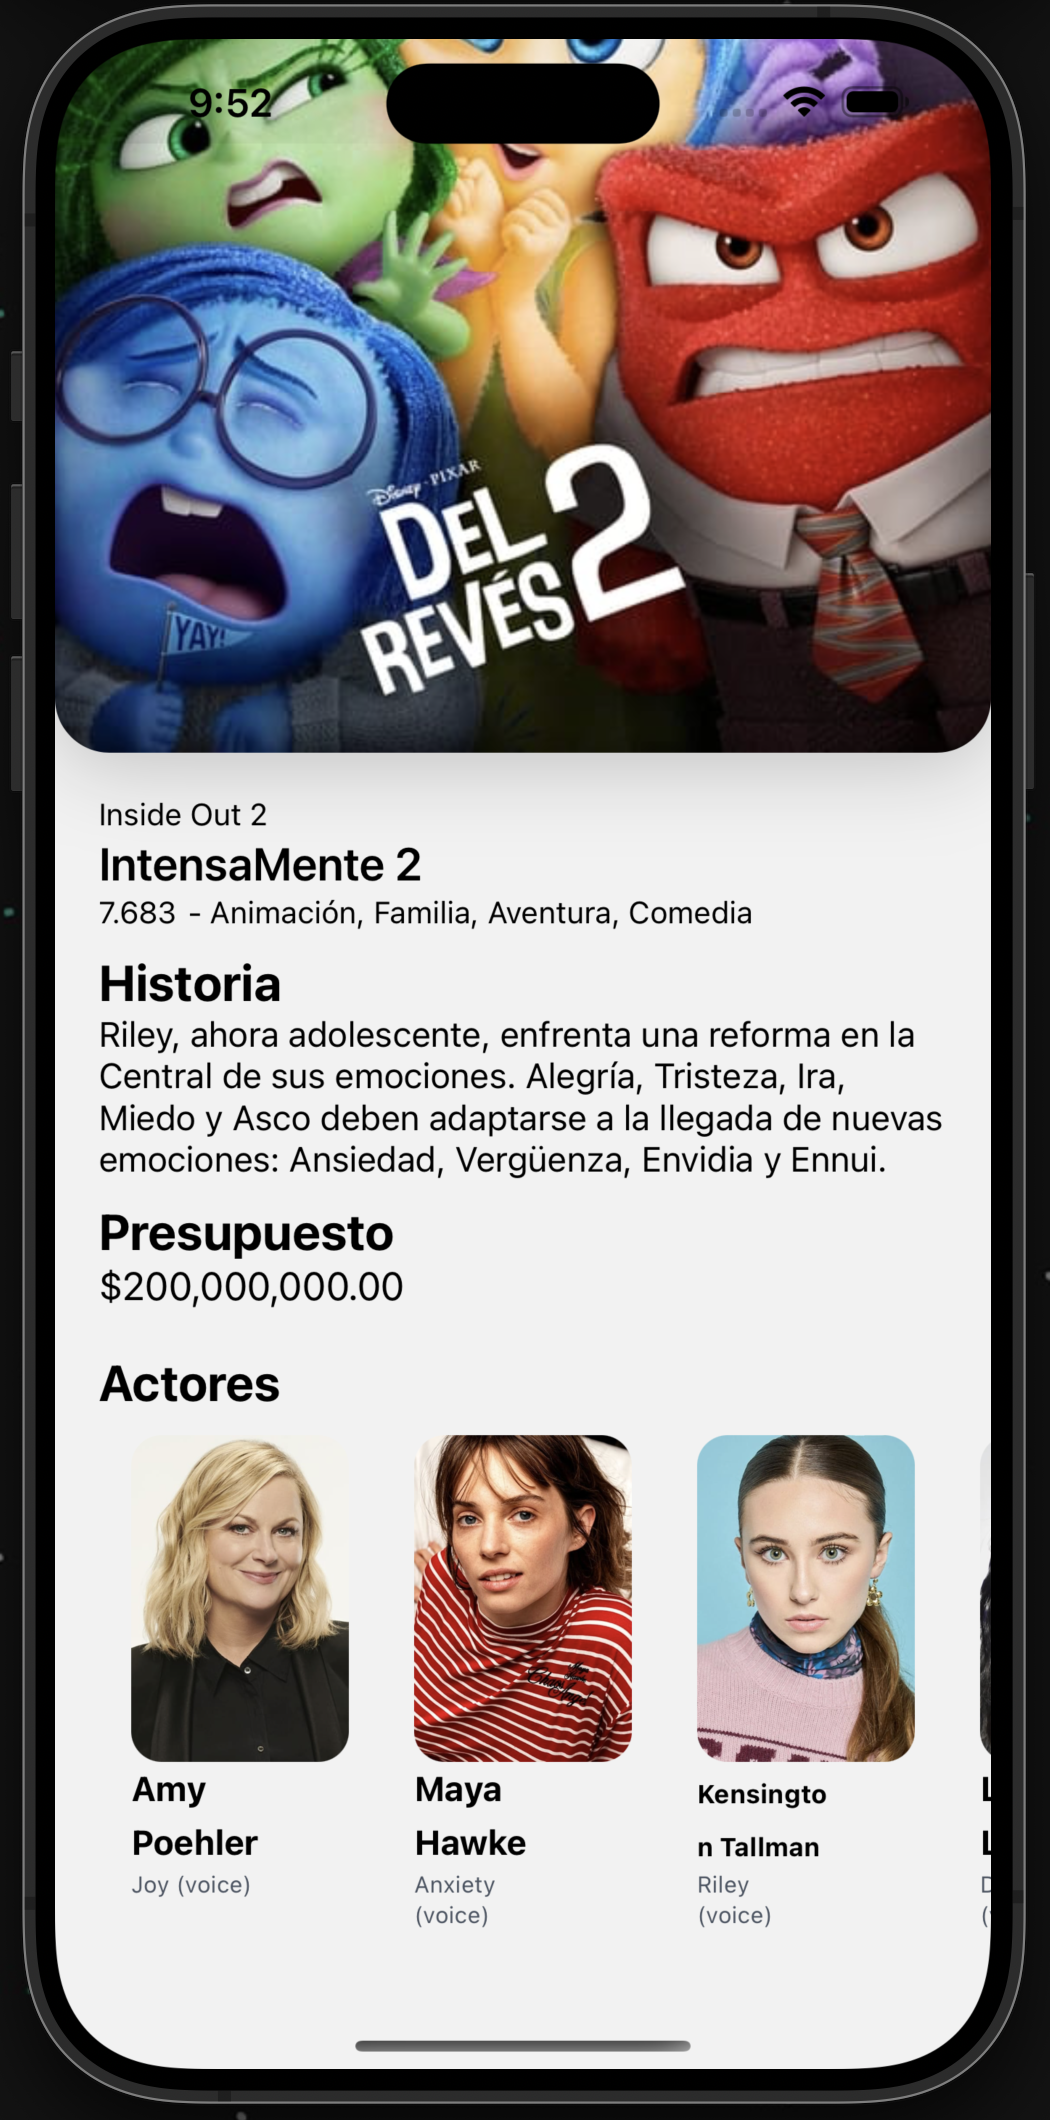 9:52
Disney · PIXAR
DEL
REVÉS 2
YAY!
Inside Out 2
IntensaMente 2
7.683 - Animación, Familia, Aventura, Comedia
Historia
Riley, ahora adolescente, enfrenta una reforma en la
Central de sus emociones. Alegría, Tristeza, Ira,
Miedo y Asco deben adaptarse a la llegada de nuevas
emociones: Ansiedad, Vergüenza, Envidia y Ennui.
Presupuesto
$200,000,000.00
Actores
Amy
Poehler
Joy (voice)
Maya
Hawke
Anxiety
(voice)
Kensingto
n Tallman
Riley
(voice)